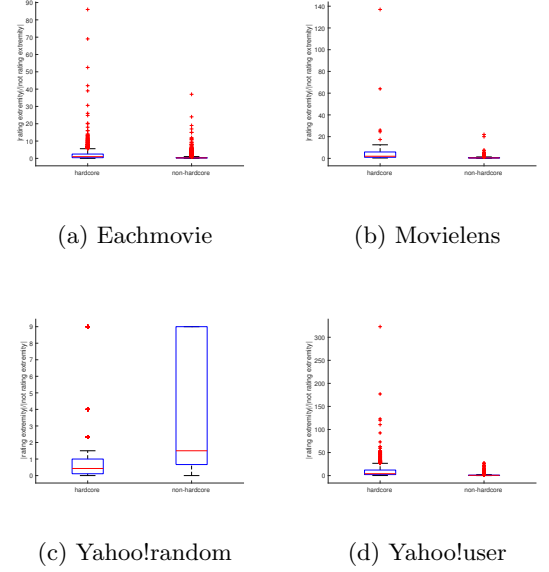 90
80
70
60
50
40
30
20
10
0
|rating extremity|/|not rating extremity|
hardcore non-hardcore
(a) Eachmovie
140
120
100
80
60
40
20
0
|rating extremity|/|not rating extremity|
hardcore non-hardcore
(b) Movielens
9
8
7
6
5
4
3
2
1
0
|rating extremity|/|not rating extremity|
hardcore non-hardcore
(c) Yahoo!random
300
250
200
150
100
50
0
|rating extremity|/|not rating extremity|
hardcore non-hardcore
(d) Yahoo!user